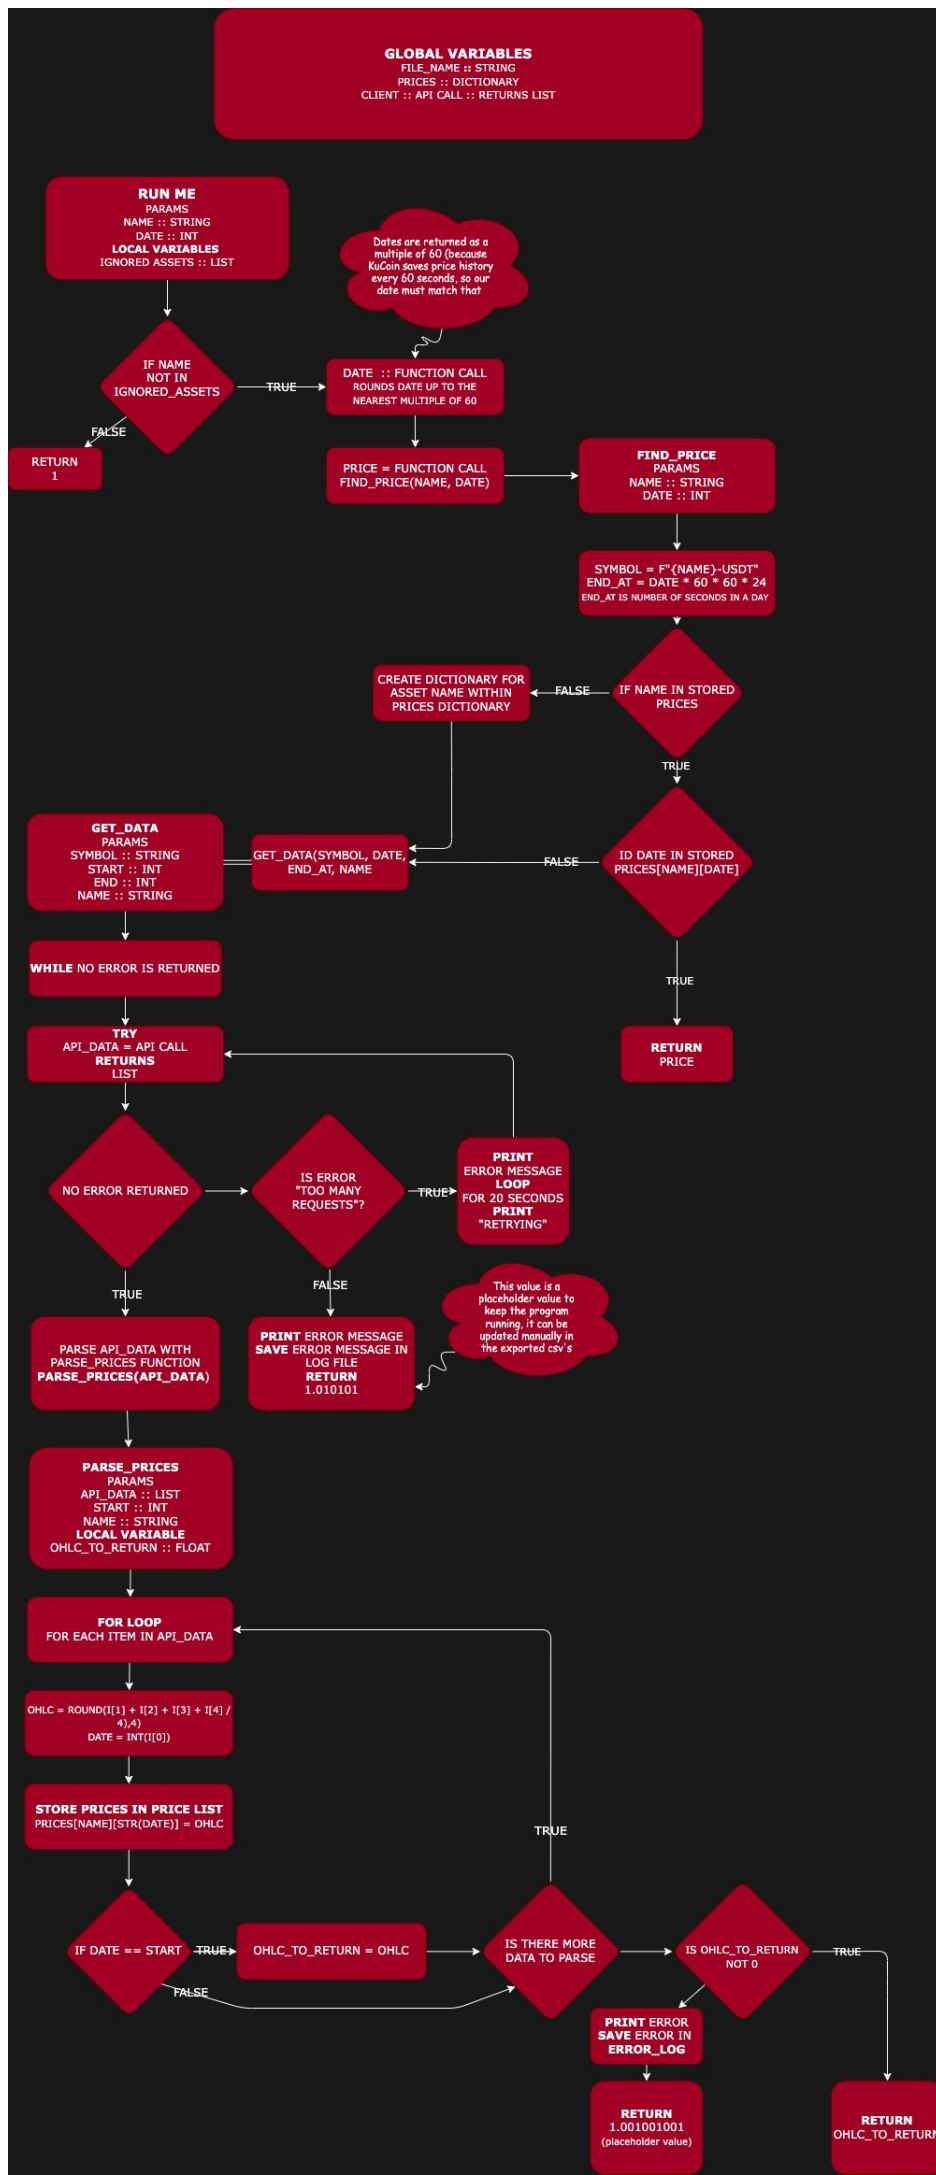 GLOBAL VARIABLES
FILE_NAME :: STRING
PRICES :: DICTIONARY
CLIENT :: API CALL :: RETURNS LIST
RUN ME
PARAMS
NAME :: STRING
DATE :: INT
LOCAL VARIABLES
IGNORED ASSETS :: LIST
Dates are returned as a
multiple of 60 (because
KuCoin saves price history
every 60 seconds, so our
date must match that
IF NAME
NOT IN
IGNORED_ASSETS
TRUE
FALSE
RETURN
1
DATE :: FUNCTION CALL
ROUNDS DATE UP TO THE
NEAREST MULTIPLE OF 60
PRICE = FUNCTION CALL
FIND_PRICE(NAME, DATE)
FIND_PRICE
PARAMS
NAME :: STRING
DATE :: INT
SYMBOL = F"{NAME}-USDT"
END_AT = DATE * 60 * 60 * 24
END_AT IS NUMBER OF SECONDS IN A DAY
IF NAME IN STORED
PRICES
FALSE
CREATE DICTIONARY FOR
ASSET NAME WITHIN
PRICES DICTIONARY
TRUE
ID DATE IN STORED
PRICES[NAME][DATE]
FALSE
GET_DATA(SYMBOL, DATE,
END_AT, NAME
TRUE
RETURN
PRICE
GET_DATA
PARAMS
SYMBOL :: STRING
START :: INT
END :: INT
NAME :: STRING
WHILE NO ERROR IS RETURNED
TRY
API_DATA = API CALL
RETURNS
LIST
NO ERROR RETURNED
IS ERROR
"TOO MANY
REQUESTS"?
TRUE
PRINT
ERROR MESSAGE
LOOP
FOR 20 SECONDS
PRINT
"RETRYING"
FALSE
PRINT ERROR MESSAGE
SAVE ERROR MESSAGE IN
LOG FILE
RETURN
1.010101
This value is a
placeholder value to
keep the program
running, it can be
updated manually in
the exported csv's
TRUE
PARSE API_DATA WITH
PARSE_PRICES FUNCTION
PARSE_PRICES(API_DATA)
PARSE_PRICES
PARAMS
API_DATA :: LIST
START :: INT
NAME :: STRING
LOCAL VARIABLE
OHLC_TO_RETURN :: FLOAT
FOR LOOP
FOR EACH ITEM IN API_DATA
OHLC = ROUND(I[1] + I[2] + I[3] + I[4] /
4),4)
DATE = INT(I[0])
STORE PRICES IN PRICE LIST
PRICES[NAME][STR(DATE)] = OHLC
IF DATE == START
TRUE
OHLC_TO_RETURN = OHLC
FALSE
IS THERE MORE
DATA TO PARSE
TRUE
IS OHLC_TO_RETURN
NOT 0
TRUE
PRINT ERROR
SAVE ERROR IN
ERROR_LOG
RETURN
1.001001001
(placeholder value)
RETURN
OHLC_TO_RETURN